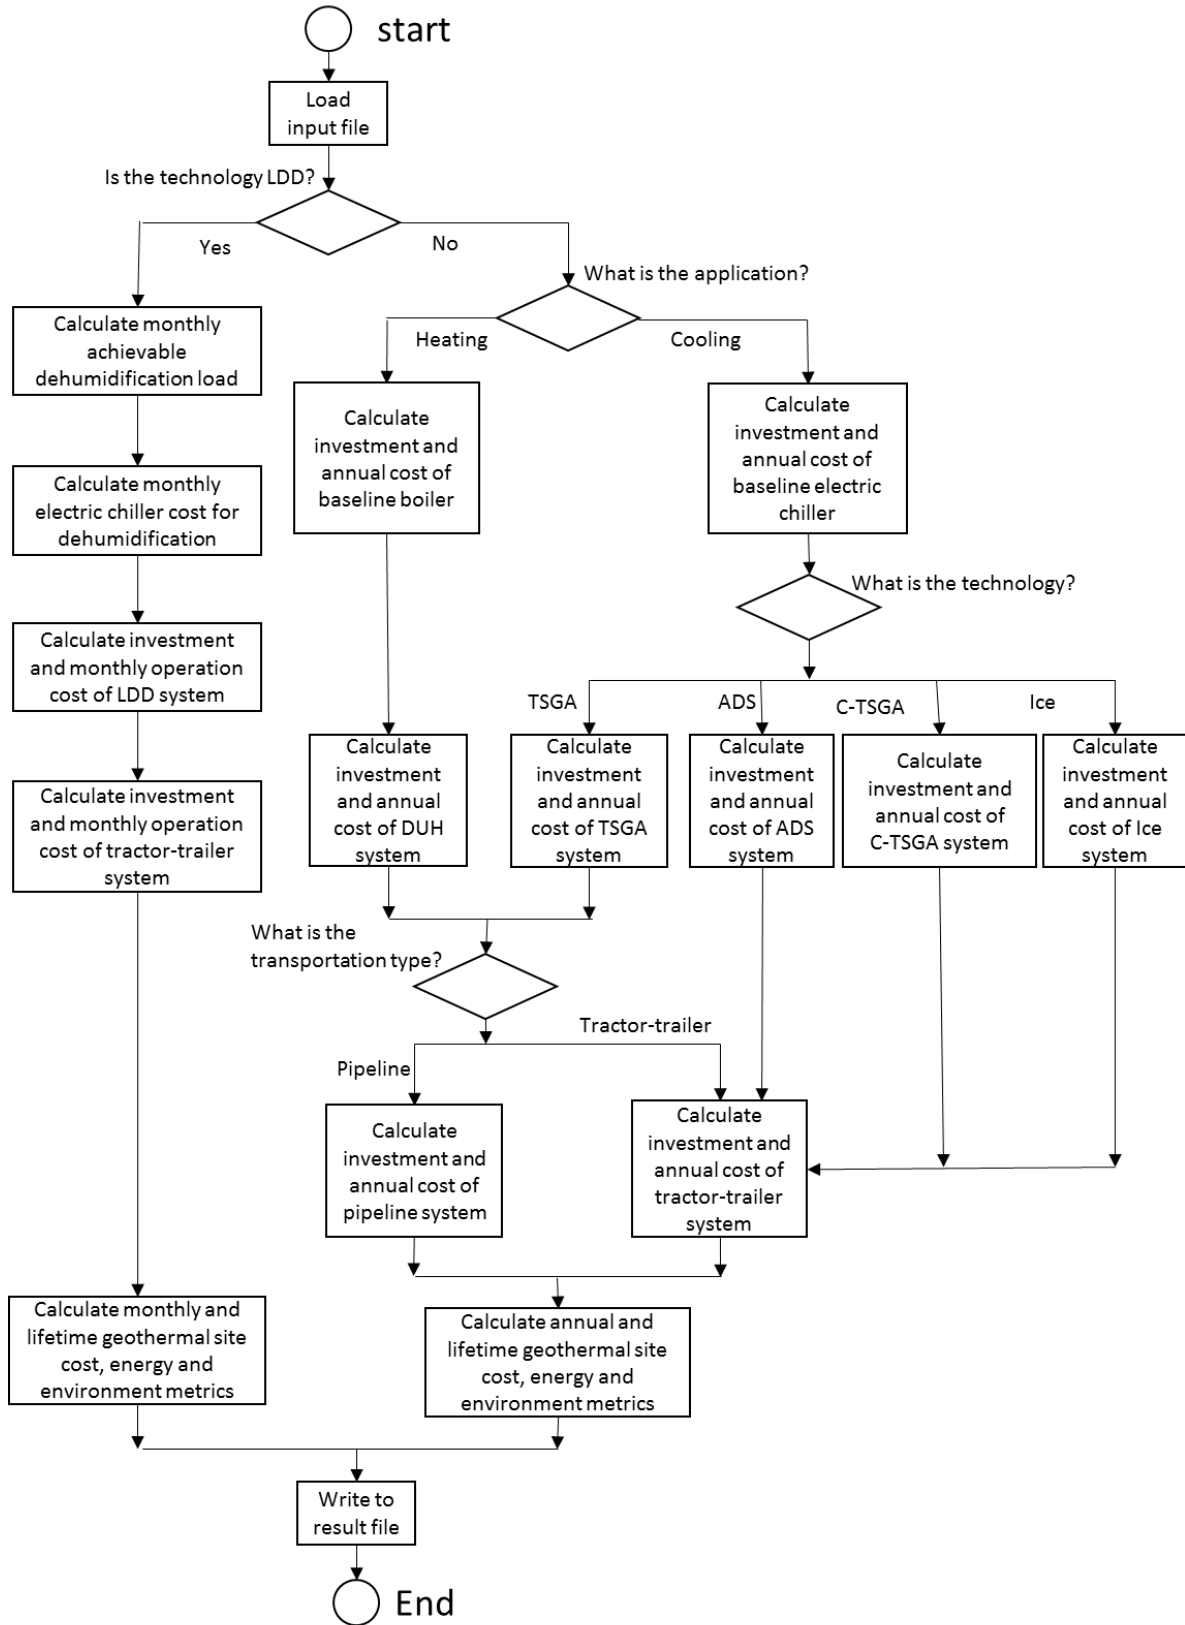 start
Load
input file
Is the technology LDD?
Yes
No
What is the application?
Heating
Cooling
Calculate monthly
achievable
dehumidification load
Calculate
investment and
annual cost of
baseline boiler
Calculate
investment and
annual cost of
baseline electric
chiller
Calculate monthly
electric chiller cost for
dehumidification
What is the technology?
Calculate investment
and monthly operation
cost of LDD system
TSGA
ADS
C-TSGA
Ice
Calculate
investment
and annual
cost of DUH
system
Calculate
investment
and annual
cost of TSGA
system
Calculate
investment
and annual
cost of ADS
system
Calculate
investment and
annual cost of
C-TSGA system
Calculate
investment
and annual
cost of Ice
system
Calculate investment
and monthly operation
cost of tractor-trailer
system
What is the
transportation type?
Tractor-trailer
Pipeline
Calculate
investment and
annual cost of
pipeline system
Calculate
investment and
annual cost of
tractor-trailer
system
Calculate monthly and
lifetime geothermal site
cost, energy and
environment metrics
Calculate annual and
lifetime geothermal site
cost, energy and
environment metrics
Write to
result file
End